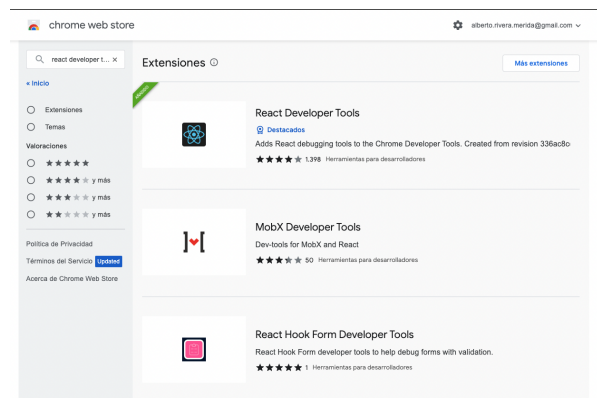 chrome web store
alberto.rivera.merida@gmail.com
react developer t... ×
« Inicio
Extensiones
Temas
Valoraciones
y más
y más
y más
Política de Privacidad
Términos del Servicio Updated
Acerca de Chrome Web Store
Extensiones
Más extensiones
React Developer Tools
Destacados
Adds React debugging tools to the Chrome Developer Tools. Created from revision 336ac8o
1.398 Herramientas para desarrolladores
MobX Developer Tools
Dev-tools for MobX and React
50 Herramientas para desarrolladores
React Hook Form Developer Tools
React Hook Form developer tools to help debug forms with validation.
1 Herramientas para desarrolladores